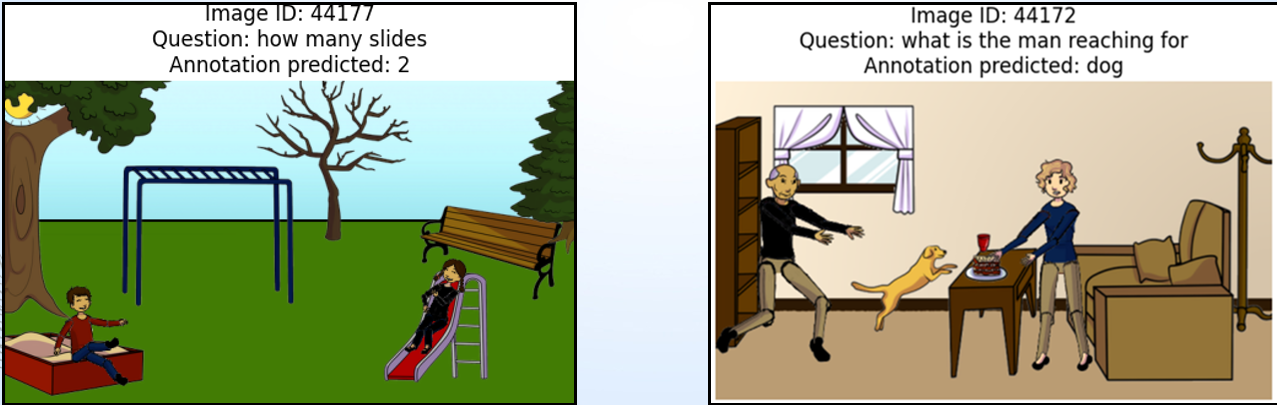 Image ID: 44177
Question: how many slides
Annotation predicted: 2
Image ID: 44172
Question: what is the man reaching for
Annotation predicted: dog